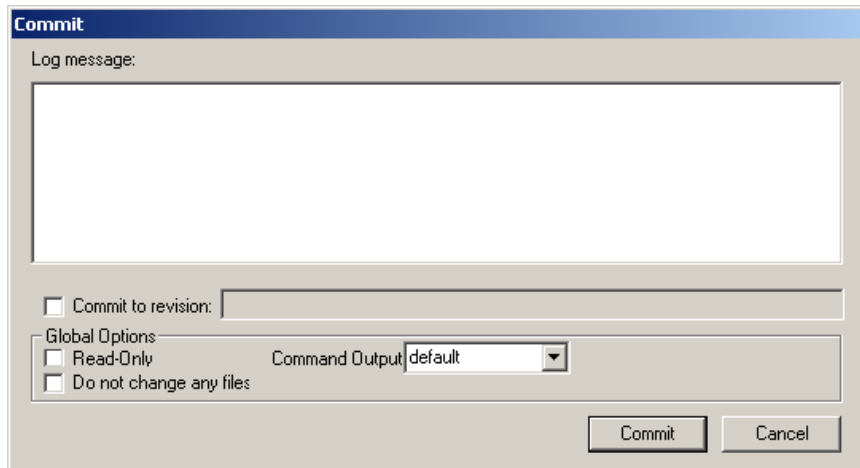 Commit
Log message:
Commit to revision:
Global Options
Read-Only Command Output default
Do not change any files
Commit Cancel